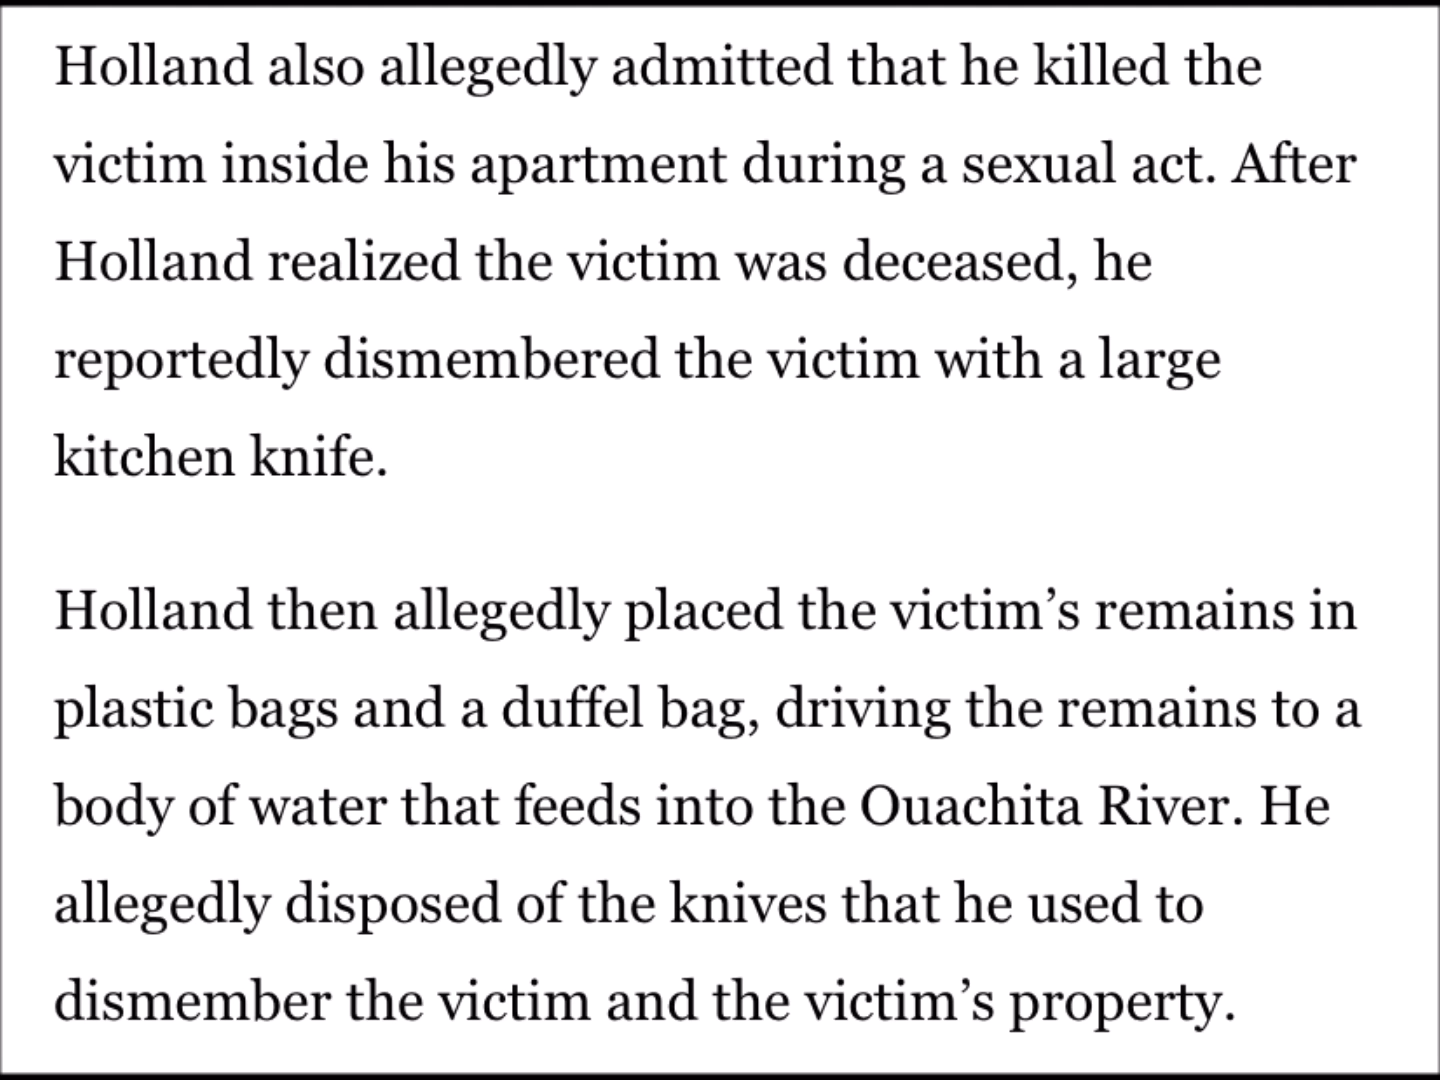 Holland also allegedly admitted that he killed the
victim inside his apartment during a sexual act. After
Holland realized the victim was deceased, he
reportedly dismembered the victim with a large
kitchen knife.
Holland then allegedly placed the victim’s remains in
plastic bags and a duffel bag, driving the remains to a
body of water that feeds into the Ouachita River. He
allegedly disposed of the knives that he used to
dismember the victim and the victim’s property.